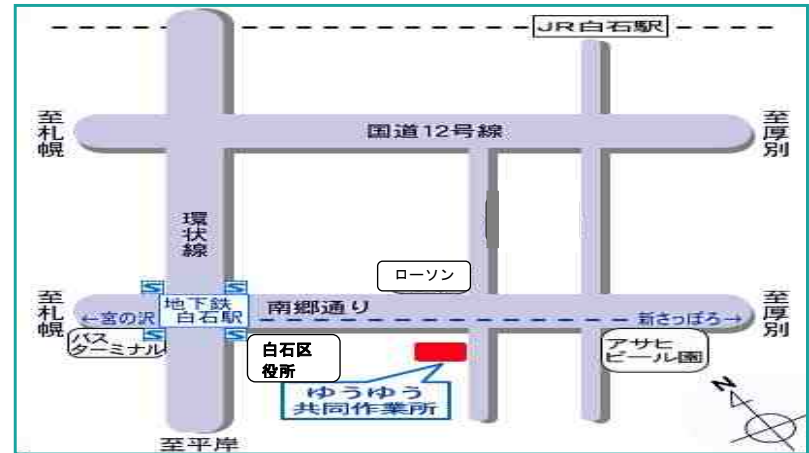 JR白石駅
至札幌
国道12号線
至厚別
環状線
ローソン
至札幌
地下鉄
白石駅
南郷通り
至厚別
←宮の沢
新さっぽろ→
バス
ターミナル
白石区
役所
アサヒ
ビール園
ゆうゆう
共同作業所
至平岸
N
S
S
S
S